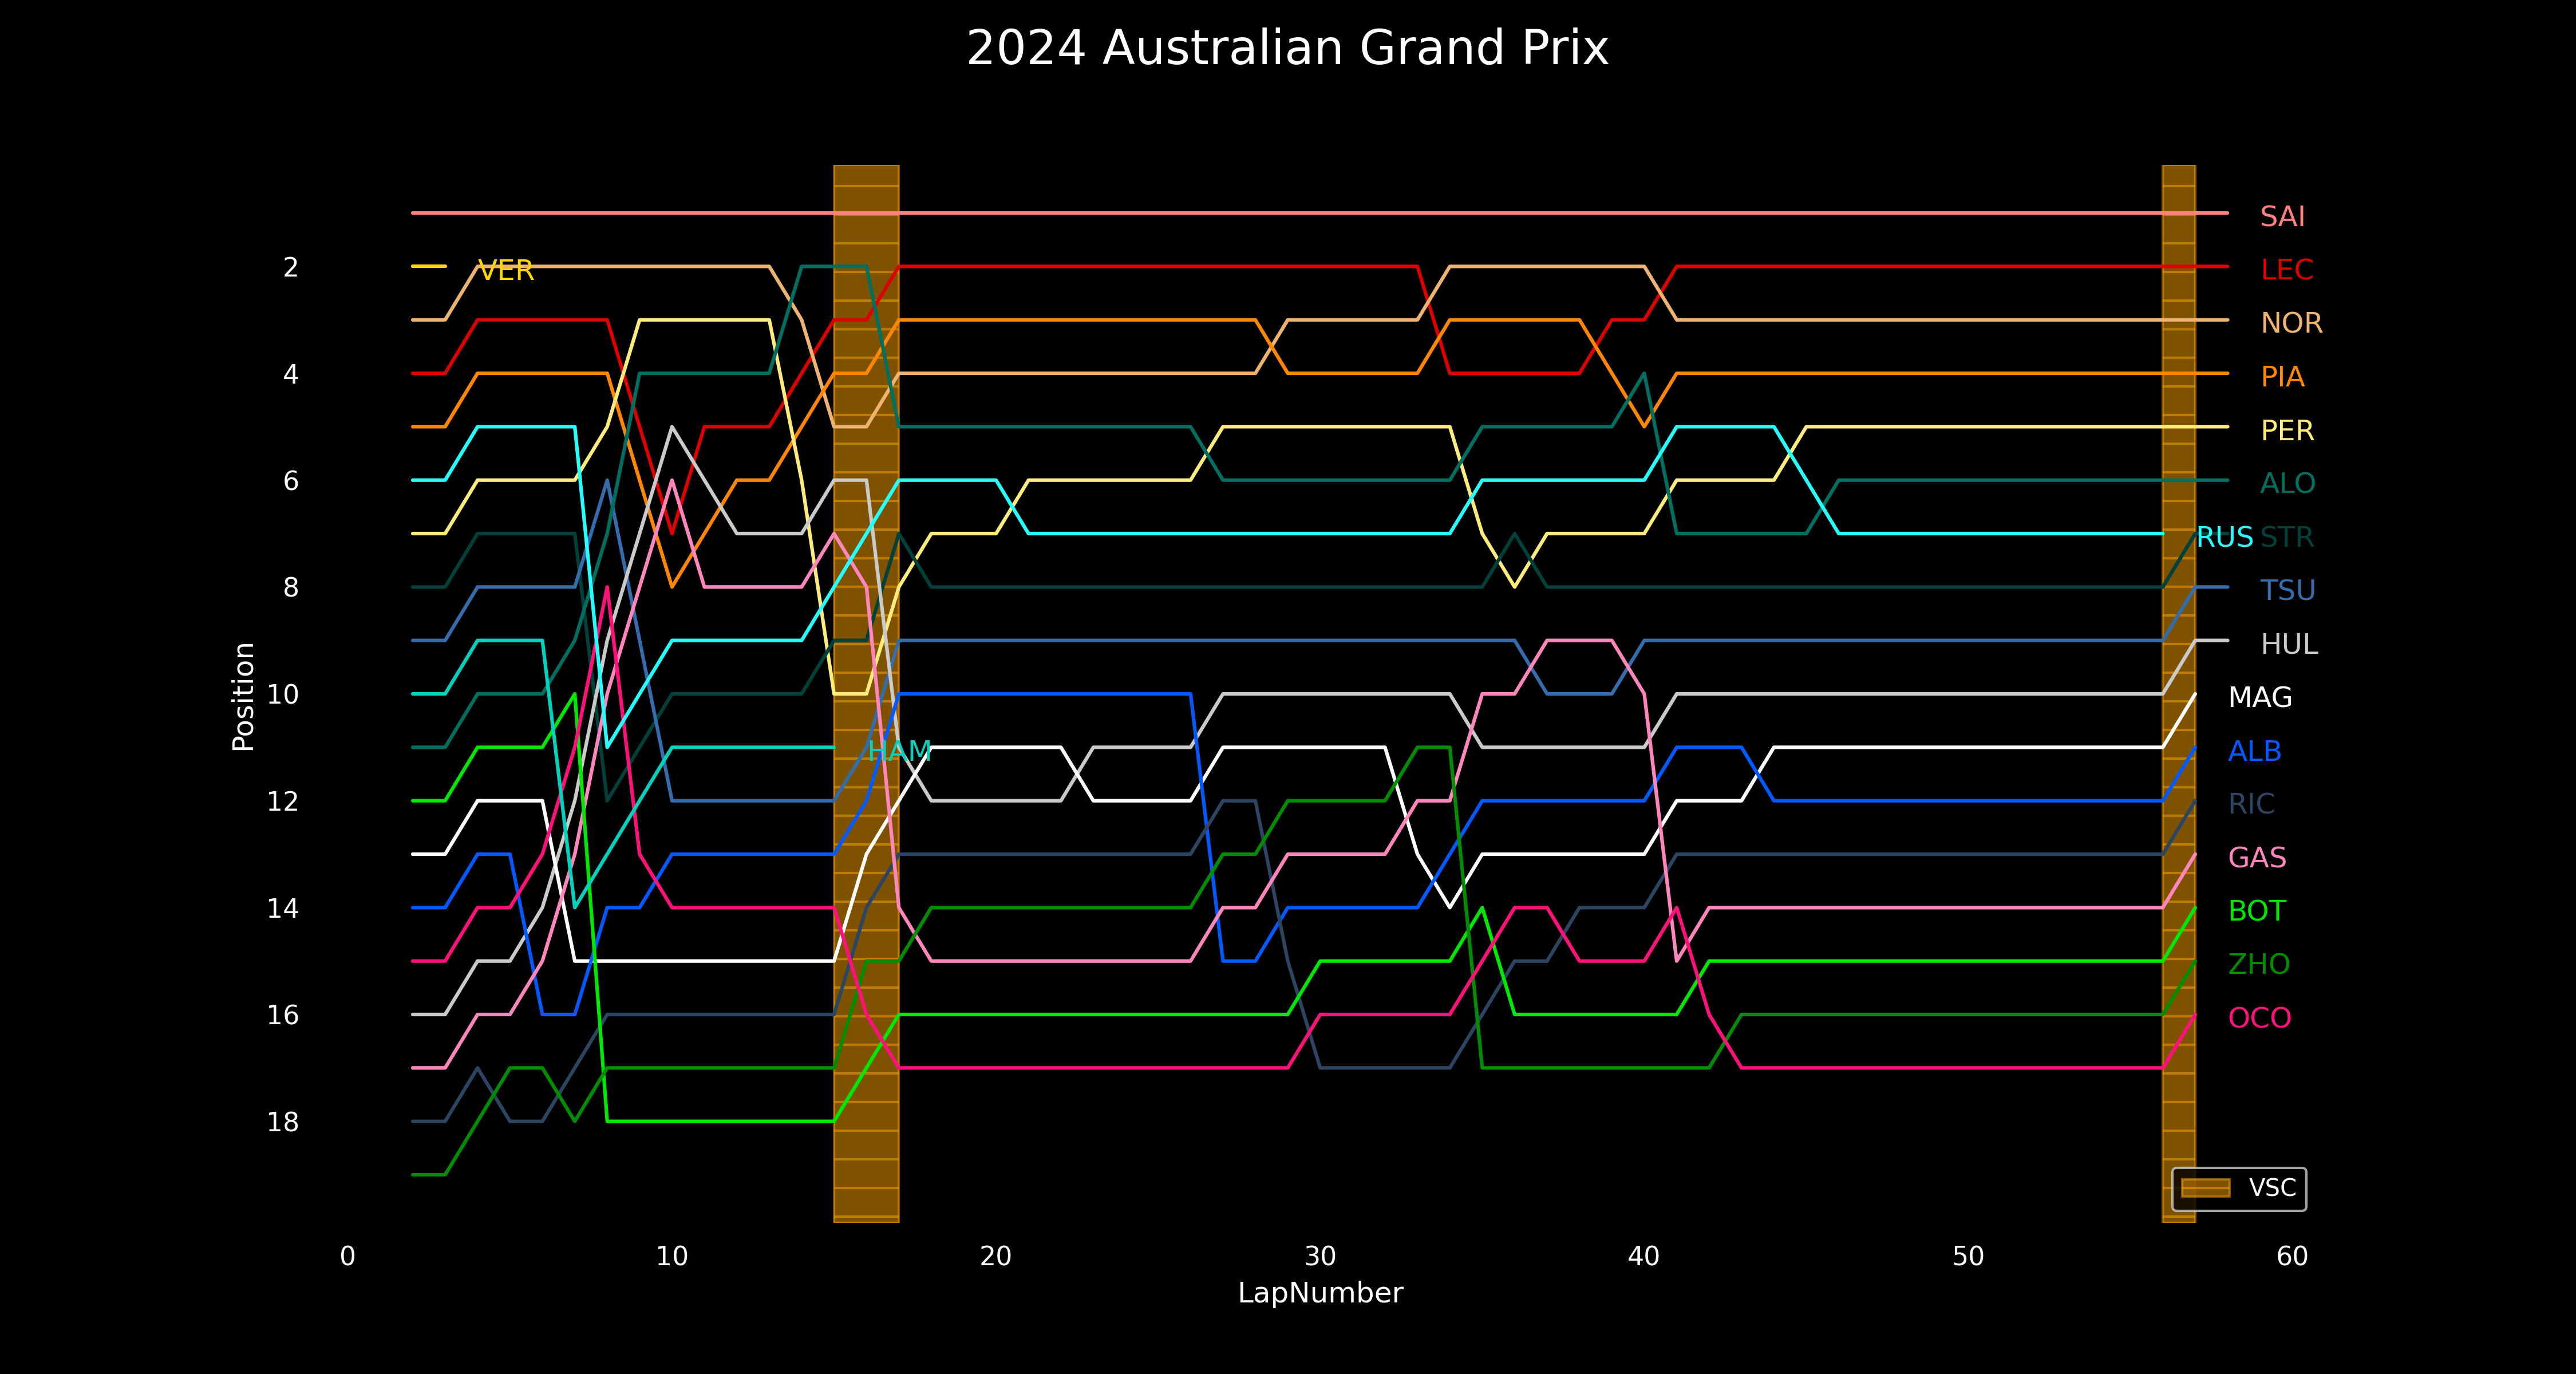 2024 Australian Grand Prix
SAI
2
VER
LEC
NOR
4
PIA
PER
6
ALO
RUS
STR
8
TSU
HUL
Position
10
MAG
HAM
ALB
12
RIC
GAS
14
BOT
ZHO
16
OCO
18
VSC
0 10 20 30 40 50 60
LapNumber